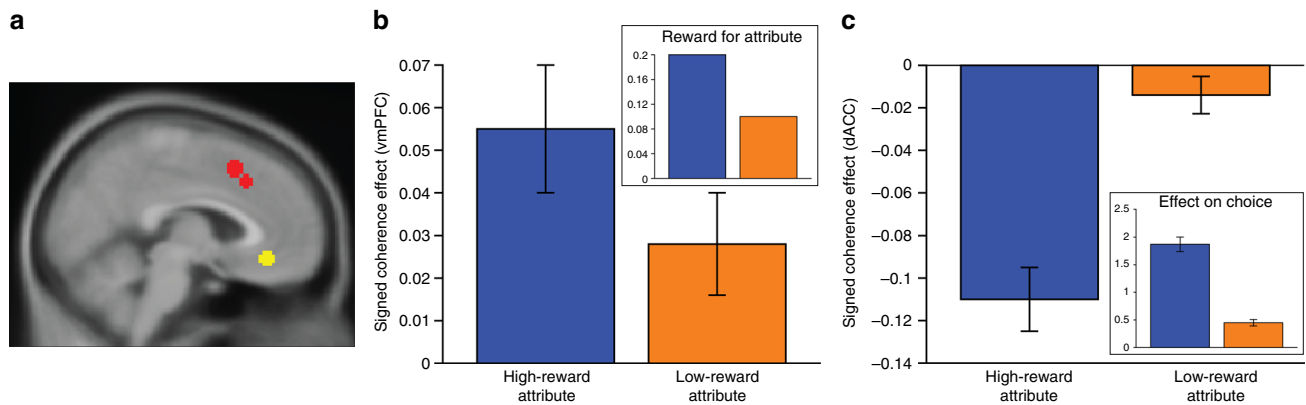 a
b
Signed coherence effect (vmPFC)
0.07
0.06
0.05
0.04
0.03
0.02
0.01
0
High-reward
attribute
Low-reward
attribute
Reward for attribute
0.2
0.16
0.12
0.08
0.04
0
c
Signed coherence effect (dACC)
0
−0.02
−0.04
−0.06
−0.08
−0.1
−0.12
−0.14
High-reward
attribute
Low-reward
attribute
Effect on choice
2.5
2
1.5
1
0.5
0